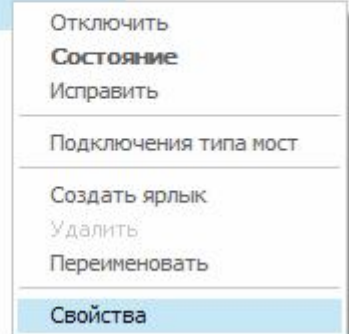 Отключить
Состояние
Исправить
Подключения типа мост
Создать ярлык
Удалить
Переименовать
Свойства